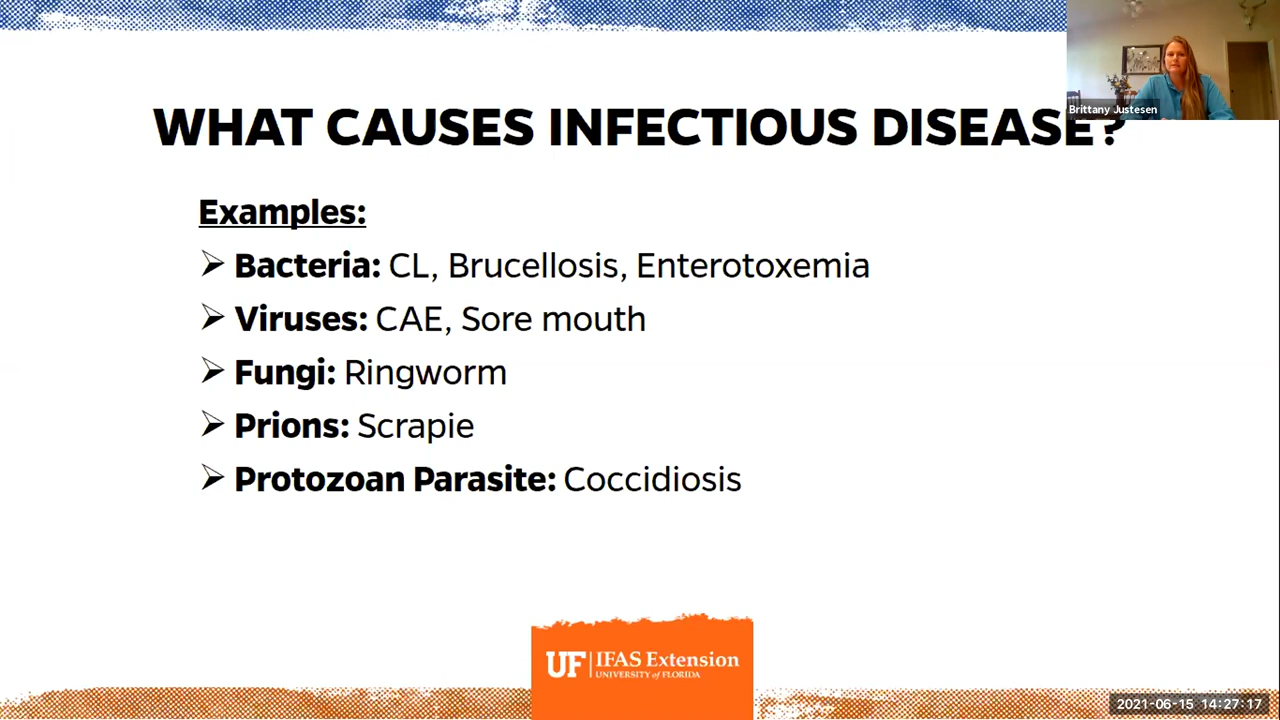 WHAT CAUSES INFECTIOUS DISEASE?
Brittany Justesen
Examples:
➢ Bacteria: CL, Brucellosis, Enterotoxemia
➢ Viruses: CAE, Sore mouth
➢ Fungi: Ringworm
➢ Prions: Scrapie
➢ Protozoan Parasite: Coccidiosis
UF | IFAS Extension
UNIVERSITY of FLORIDA
2021-06-15 14:27:17